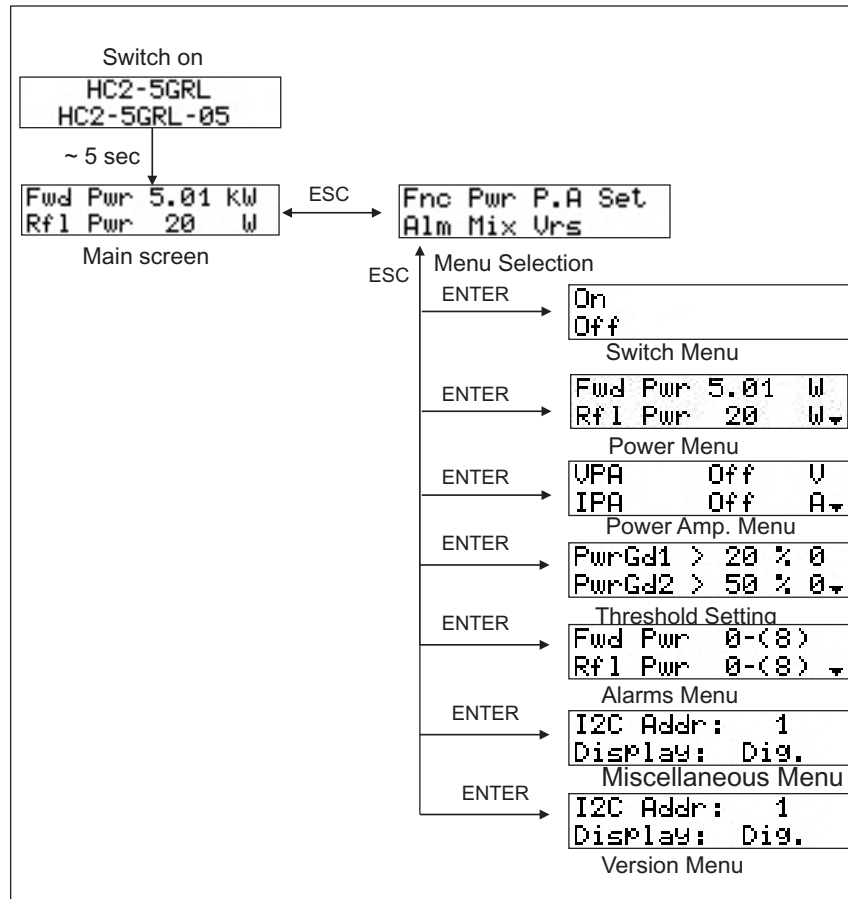 Switch on
HC2-5GRL
HC2-5GRL-05
~ 5 sec
Fwd Pwr 5.01 KW
Rfl Pwr 20 W
Main screen
ESC
Fnc Pwr P.A Set
Alm Mix Vrs
ESC
Menu Selection
ENTER
On
Off
Switch Menu
ENTER
Fwd Pwr 5.01 W
Rfl Pwr 20 W
Power Menu
ENTER
VPA Off V
IPA Off A
Power Amp. Menu
ENTER
PwrGd1 > 20 % 0
PwrGd2 > 50 % 0
Threshold Setting
ENTER
Fwd Pwr 0-(8)
Rfl Pwr 0-(8)
Alarms Menu
ENTER
I2C Addr: 1
Display: Dig.
Miscellaneous Menu
ENTER
I2C Addr: 1
Display: Dig.
Version Menu